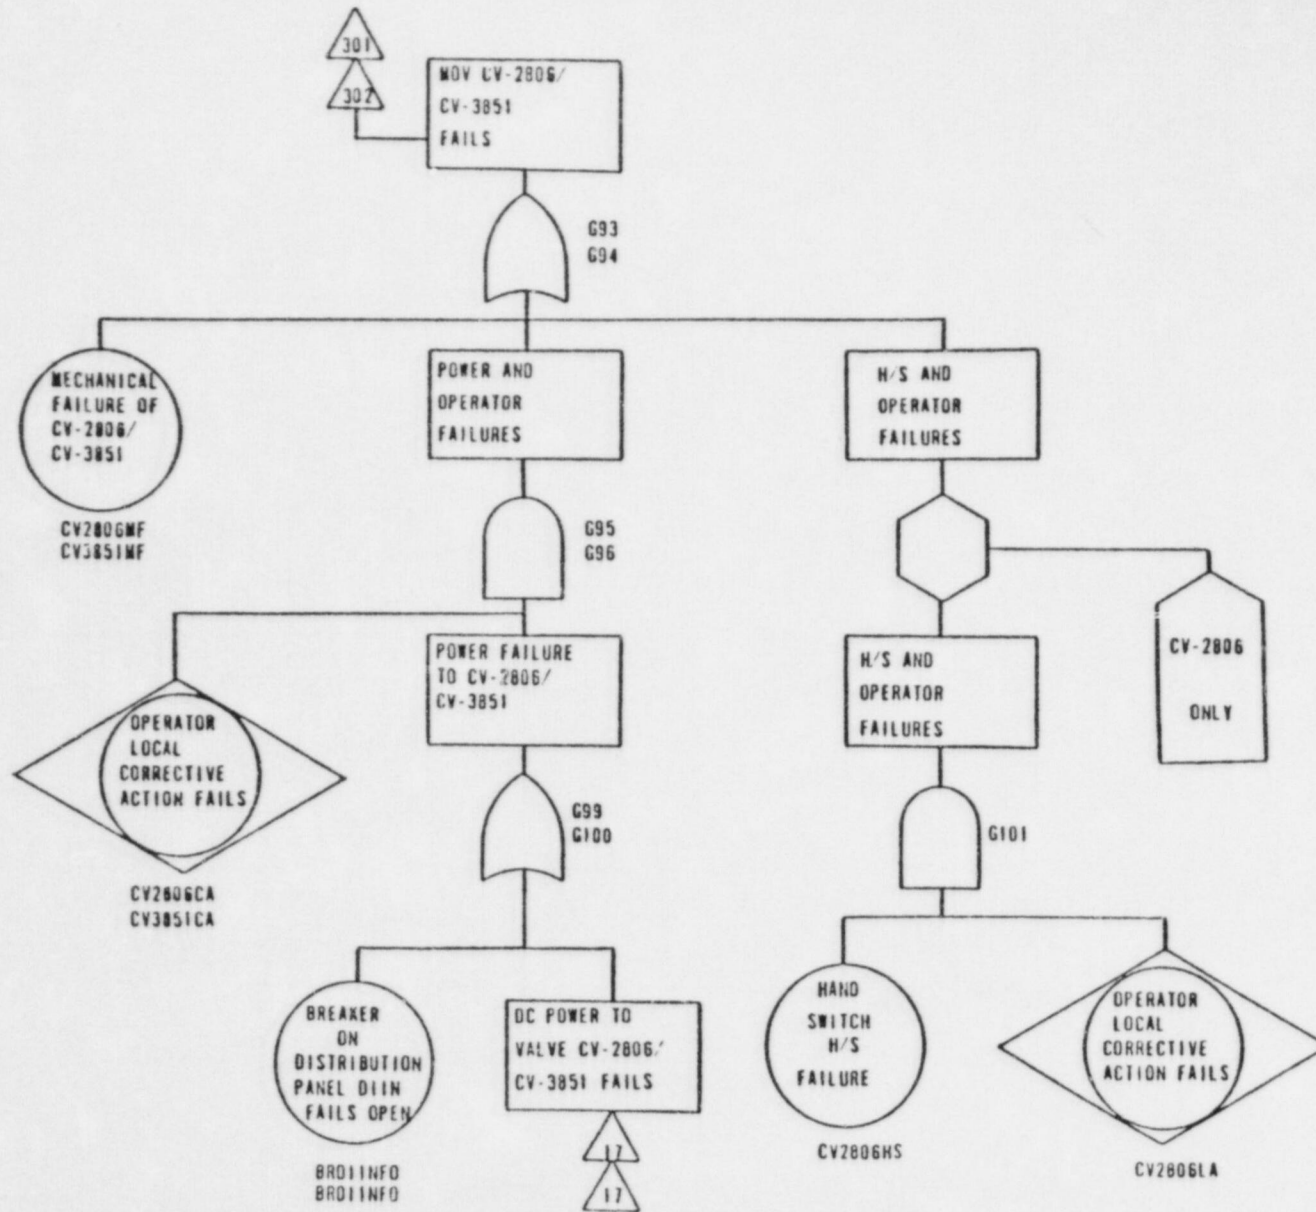 301
302
MOV CV-2806/
CV-3851
FAILS
G93
G94
MECHANICAL
FAILURE OF
CV-2806/
CV-3851
CV2806MF
CV3851MF
POWER AND
OPERATOR
FAILURES
H/S AND
OPERATOR
FAILURES
G95
G96
POWER FAILURE
TO CV-2806/
CV-3851
H/S AND
OPERATOR
FAILURES
CV-2806
ONLY
OPERATOR
LOCAL
CORRECTIVE
ACTION FAILS
CV2806CA
CV3851CA
G99
G100
G101
BREAKER
ON
DISTRIBUTION
PANEL D11N
FAILS OPEN
BRD11NFO
BRD11NFO
DC POWER TO
VALVE CV-2806/
CV-3851 FAILS
17
17
HAND
SWITCH
H/S
FAILURE
CV2806HS
OPERATOR
LOCAL
CORRECTIVE
ACTION FAILS
CV2806LA